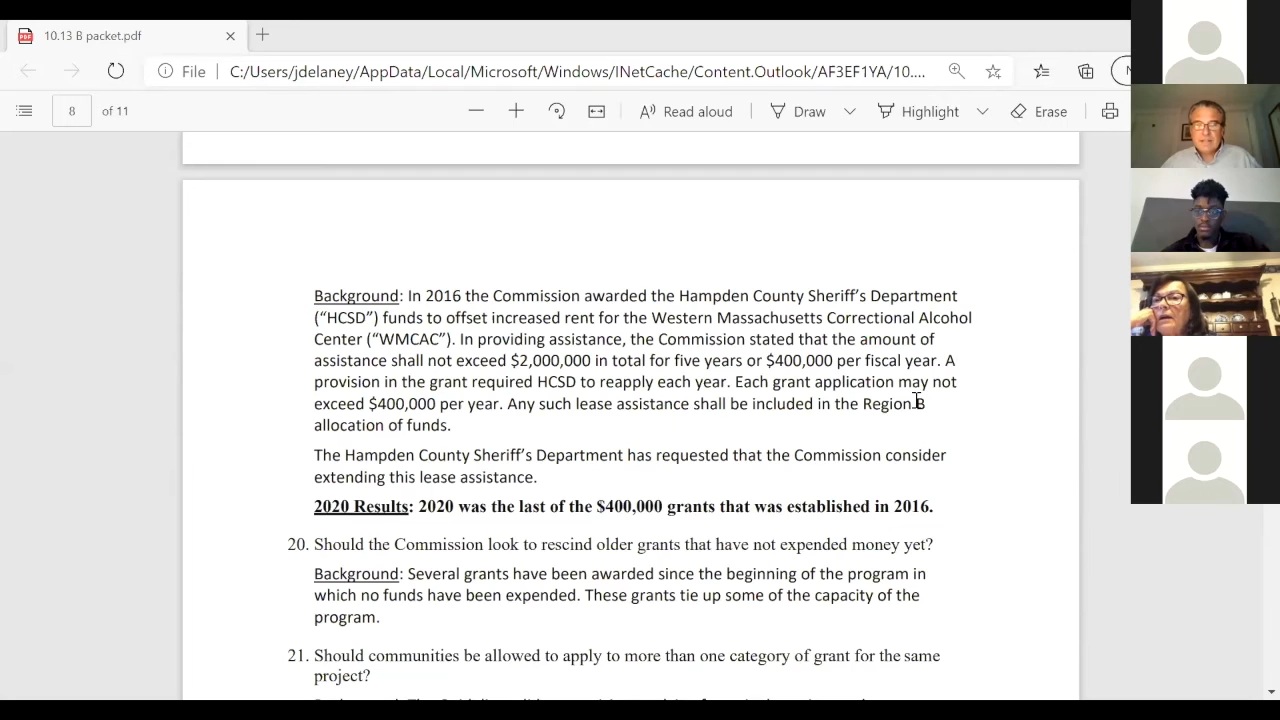 10.13 B packet.pdf
File
C:/Users/jdelaney/AppData/Local/Microsoft/Windows/INetCache/Content.Outlook/AF3EF1YA/10....
8 of 11
Read aloud
Draw
Highlight
Erase
Background: In 2016 the Commission awarded the Hampden County Sheriff's Department
("HCSD") funds to offset increased rent for the Western Massachusetts Correctional Alcohol
Center ("WMCAC"). In providing assistance, the Commission stated that the amount of
assistance shall not exceed $2,000,000 in total for five years or $400,000 per fiscal year. A
provision in the grant required HCSD to reapply each year. Each grant application may not
exceed $400,000 per year. Any such lease assistance shall be included in the Region B
allocation of funds.
The Hampden County Sheriff's Department has requested that the Commission consider
extending this lease assistance.
2020 Results: 2020 was the last of the $400,000 grants that was established in 2016.
20. Should the Commission look to rescind older grants that have not expended money yet?
Background: Several grants have been awarded since the beginning of the program in
which no funds have been expended. These grants tie up some of the capacity of the
program.
21. Should communities be allowed to apply to more than one category of grant for the same
project?